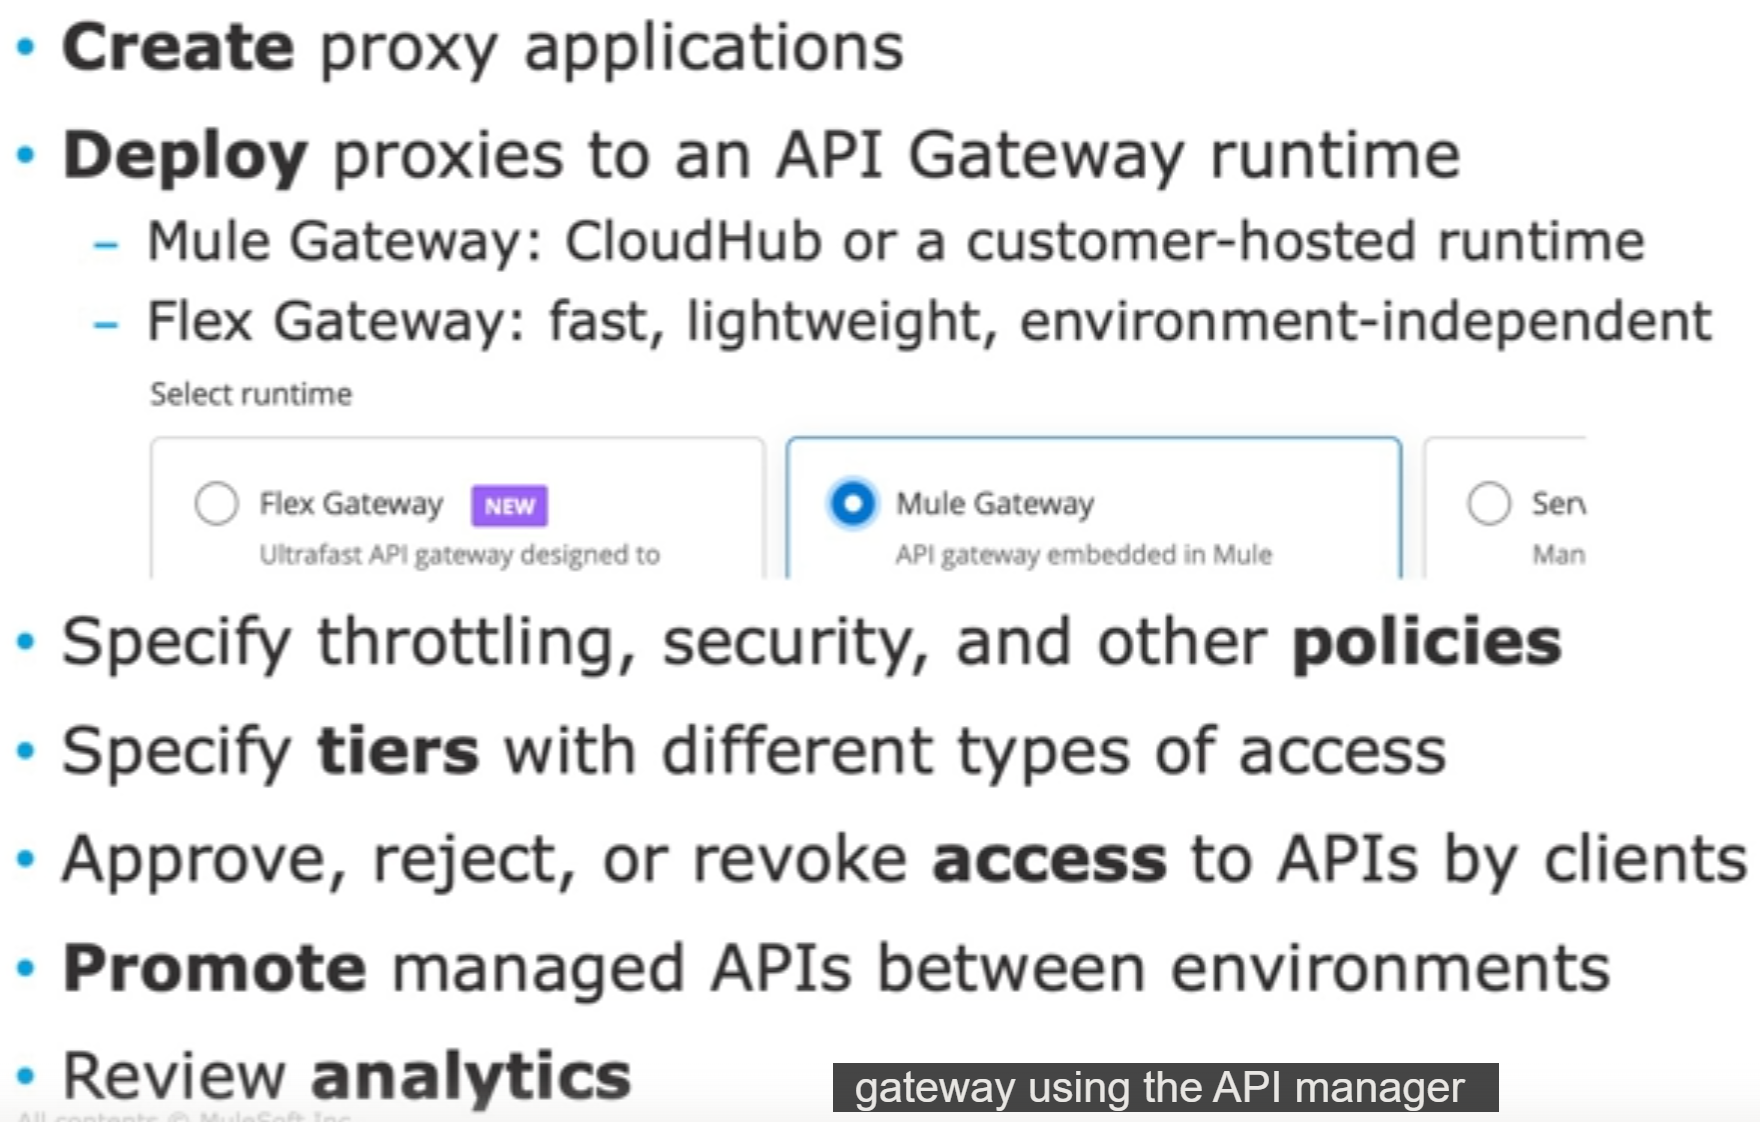 • Create proxy applications
• Deploy proxies to an API Gateway runtime
– Mule Gateway: CloudHub or a customer-hosted runtime
– Flex Gateway: fast, lightweight, environment-independent
Select runtime
Flex Gateway NEW
Ultrafast API gateway designed to
Mule Gateway
API gateway embedded in Mule
Man
• Specify throttling, security, and other policies
• Specify tiers with different types of access
• Approve, reject, or revoke access to APIs by clients
• Promote managed APIs between environments
• Review analytics
gateway using the API manager
All contents © MuleSoft Inc